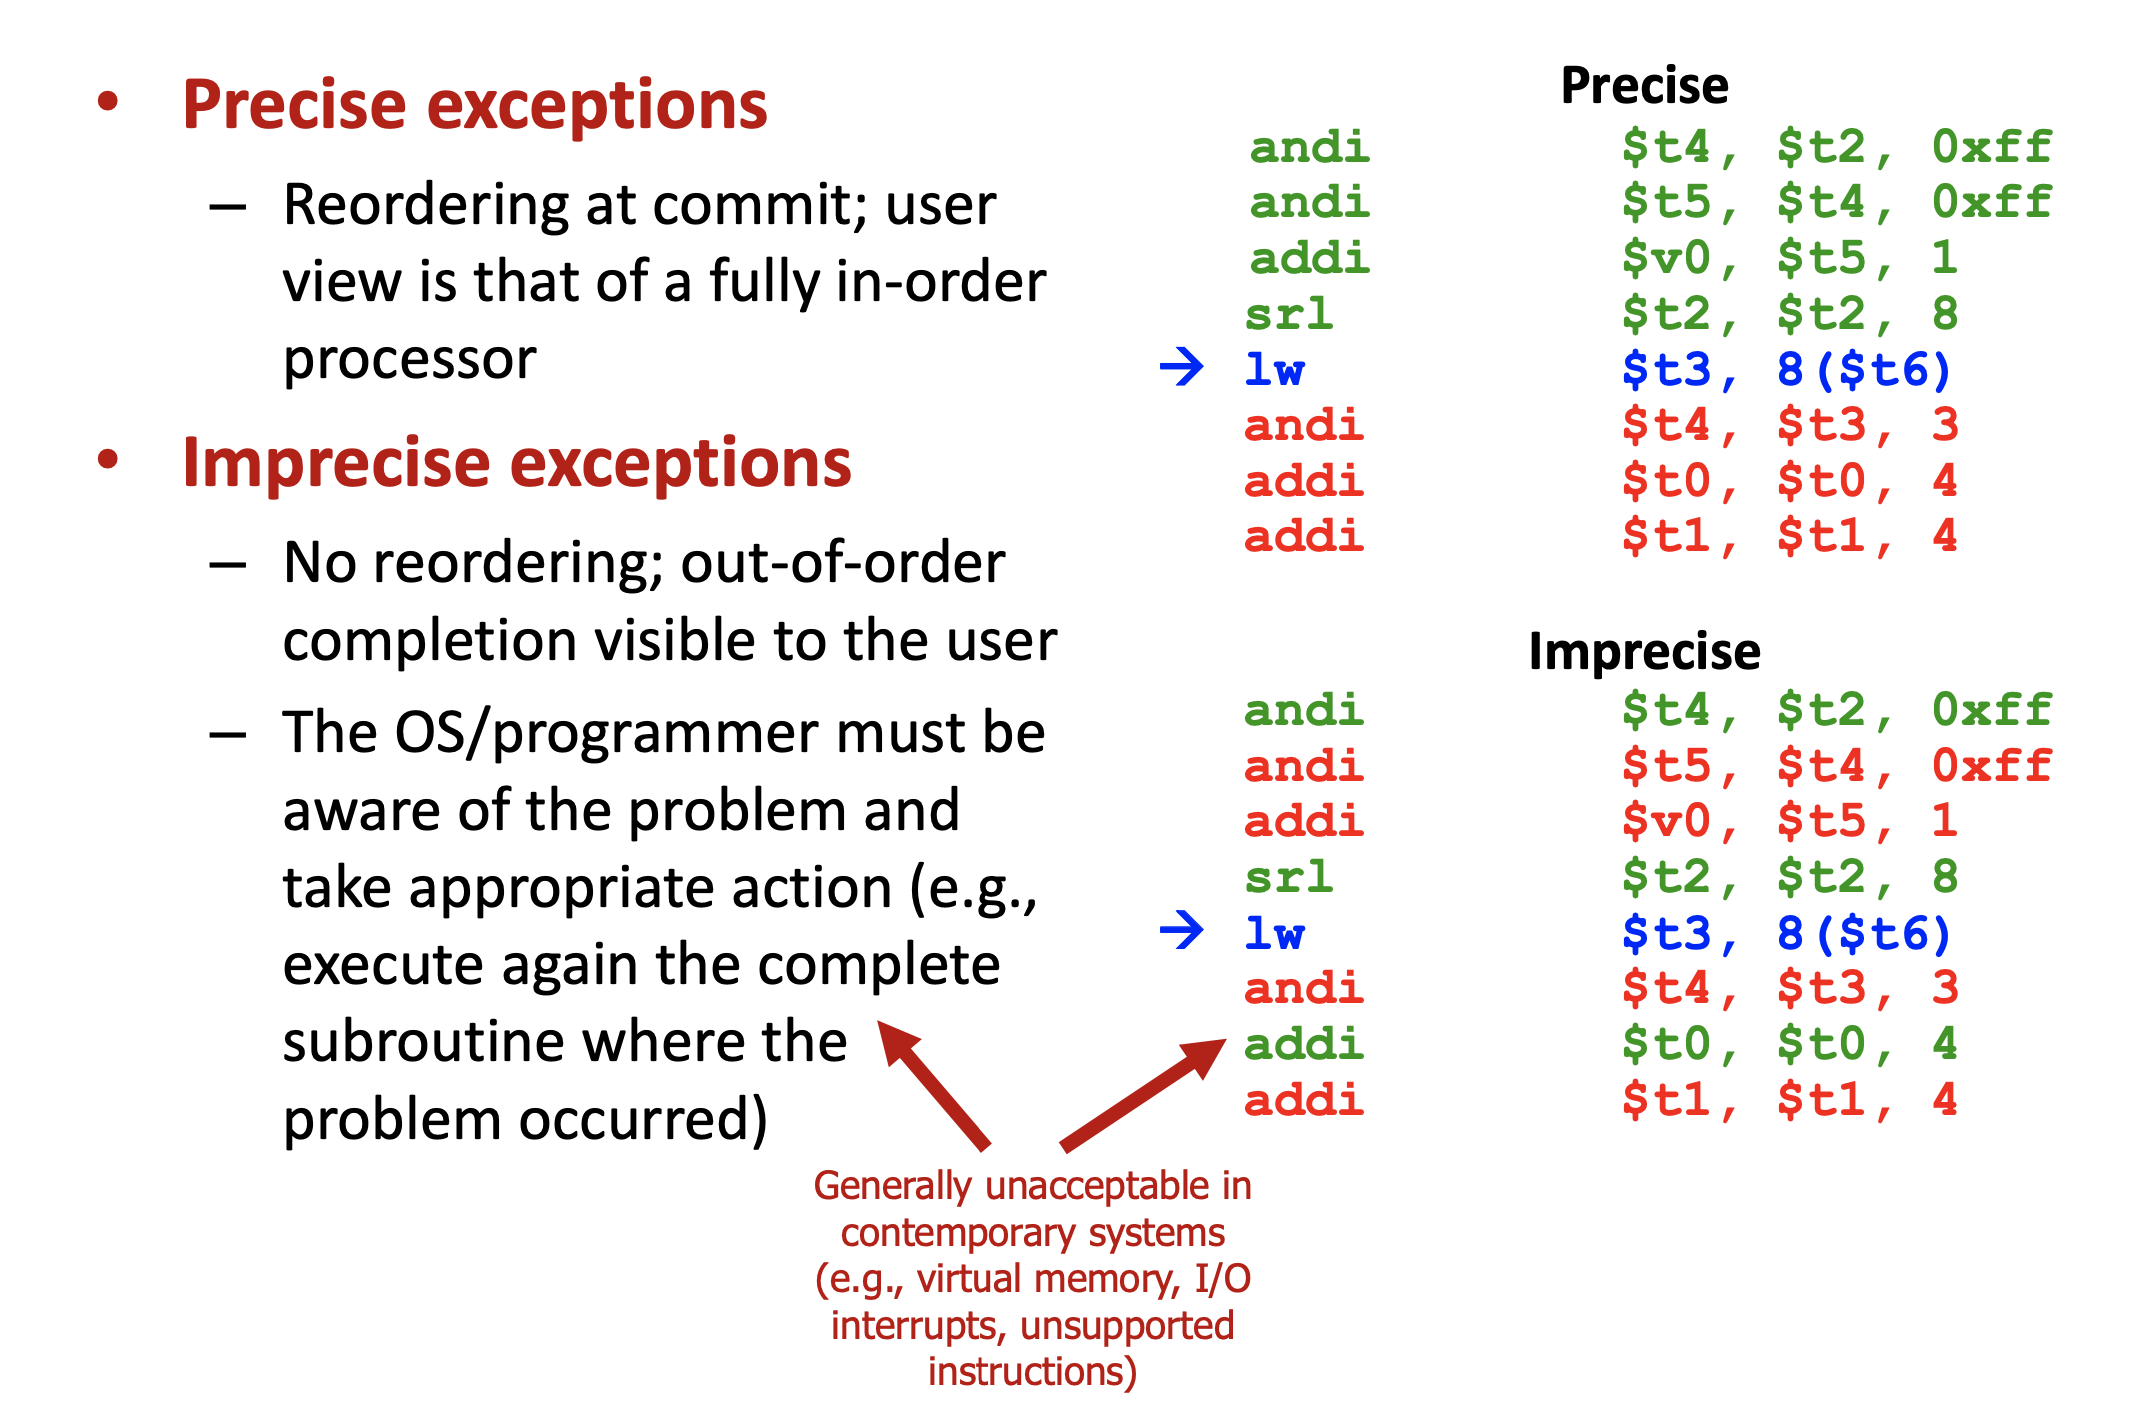 • Precise exceptions
– Reordering at commit; user
view is that of a fully in-order
processor
• Imprecise exceptions
– No reordering; out-of-order
completion visible to the user
– The OS/programmer must be
aware of the problem and
take appropriate action (e.g.,
execute again the complete
subroutine where the
problem occurred)
Generally unacceptable in
contemporary systems
(e.g., virtual memory, I/O
interrupts, unsupported
instructions)
Precise
andi $t4, $t2, 0xff
andi $t5, $t4, 0xff
addi $v0, $t5, 1
srl $t2, $t2, 8
→ lw $t3, 8($t6)
andi $t4, $t3, 3
addi $t0, $t0, 4
addi $t1, $t1, 4
Imprecise
andi $t4, $t2, 0xff
andi $t5, $t4, 0xff
addi $v0, $t5, 1
srl $t2, $t2, 8
→ lw $t3, 8($t6)
andi $t4, $t3, 3
addi $t0, $t0, 4
addi $t1, $t1, 4